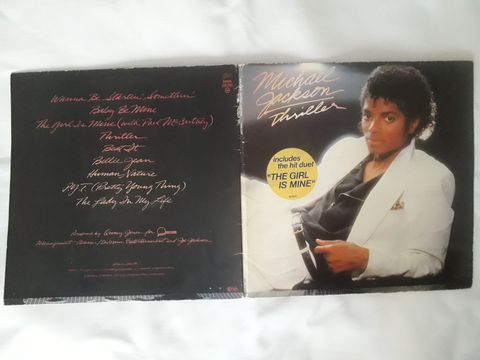 Wanna Be Startin' Somethin'
Baby Be Mine
The Girl Is Mine (with Paul McCartney)
Thriller
Beat It
Billie Jean
Human Nature
P.Y.T. (Pretty Young Thing)
The Lady In My Life
Produced by Quincy Jones for
Michael
Jackson
Thriller
includes
the hit duet
"THE GIRL
IS MINE"